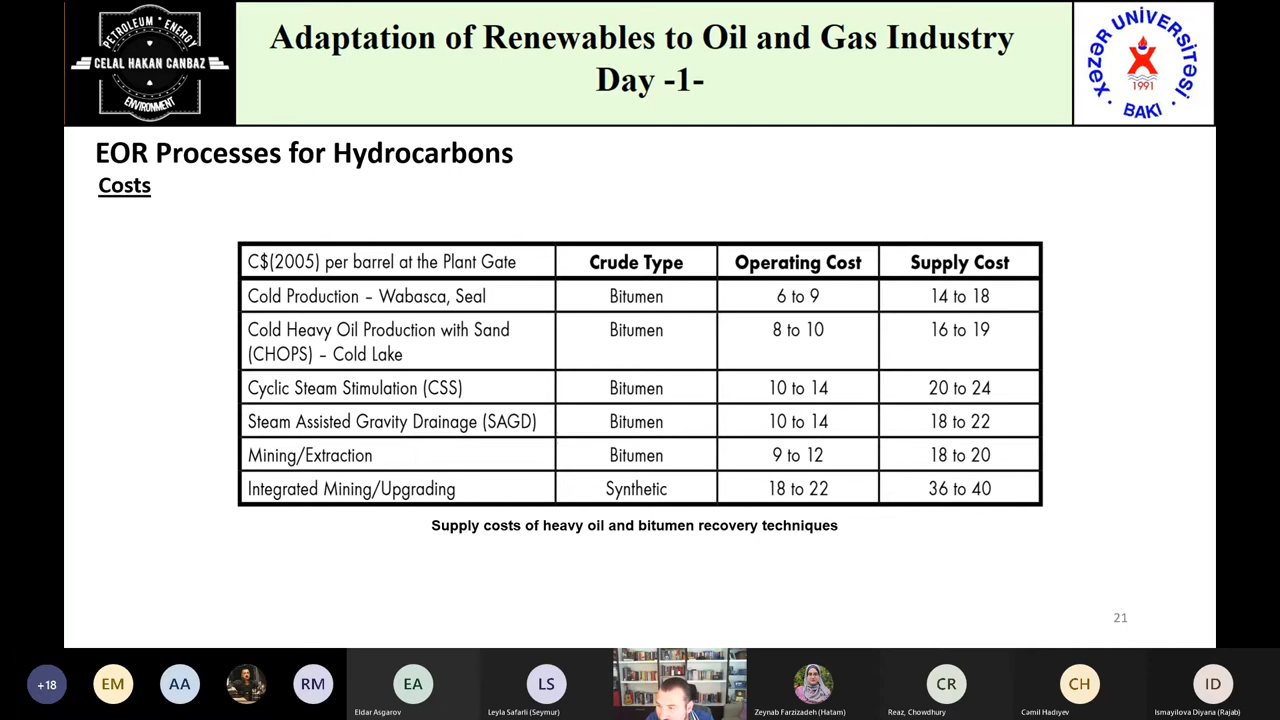 PETROLEUM * ENERGY
CELAL HAKAN CANBAZ
ENVIRONMENT
Adaptation of Renewables to Oil and Gas Industry
Day -1-
XƏZƏR UNİVERSİTƏSİ
1991
• BAKI •
EOR Processes for Hydrocarbons
Costs
C$(2005) per barrel at the Plant Gate Crude Type Operating Cost Supply Cost
Cold Production – Wabasca, Seal Bitumen 6 to 9 14 to 18
Cold Heavy Oil Production with Sand Bitumen 8 to 10 16 to 19
(CHOPS) – Cold Lake
Cyclic Steam Stimulation (CSS) Bitumen 10 to 14 20 to 24
Steam Assisted Gravity Drainage (SAGD) Bitumen 10 to 14 18 to 22
Mining/Extraction Bitumen 9 to 12 18 to 20
Integrated Mining/Upgrading Synthetic 18 to 22 36 to 40
Supply costs of heavy oil and bitumen recovery techniques
21
+18 EM AA RM EA LS CR CH ID
Eldar Asgarov Leyla Safarli (Seymur) Zeynab Farzizadeh (Hatam) Reaz, Chowdhury Cəmil Hadıyev Ismayilova Diyana (Rajab)